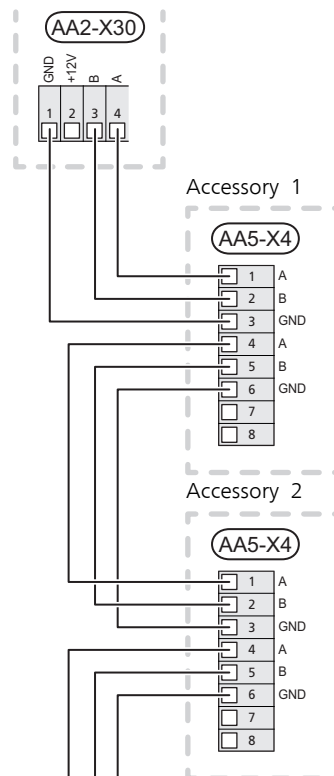 AA2-X30
GND +12V B A
1 2 3 4
Accessory 1
AA5-X4
1 A
2 B
3 GND
4 A
5 B
6 GND
7
8
Accessory 2
AA5-X4
1 A
2 B
3 GND
4 A
5 B
6 GND
7
8